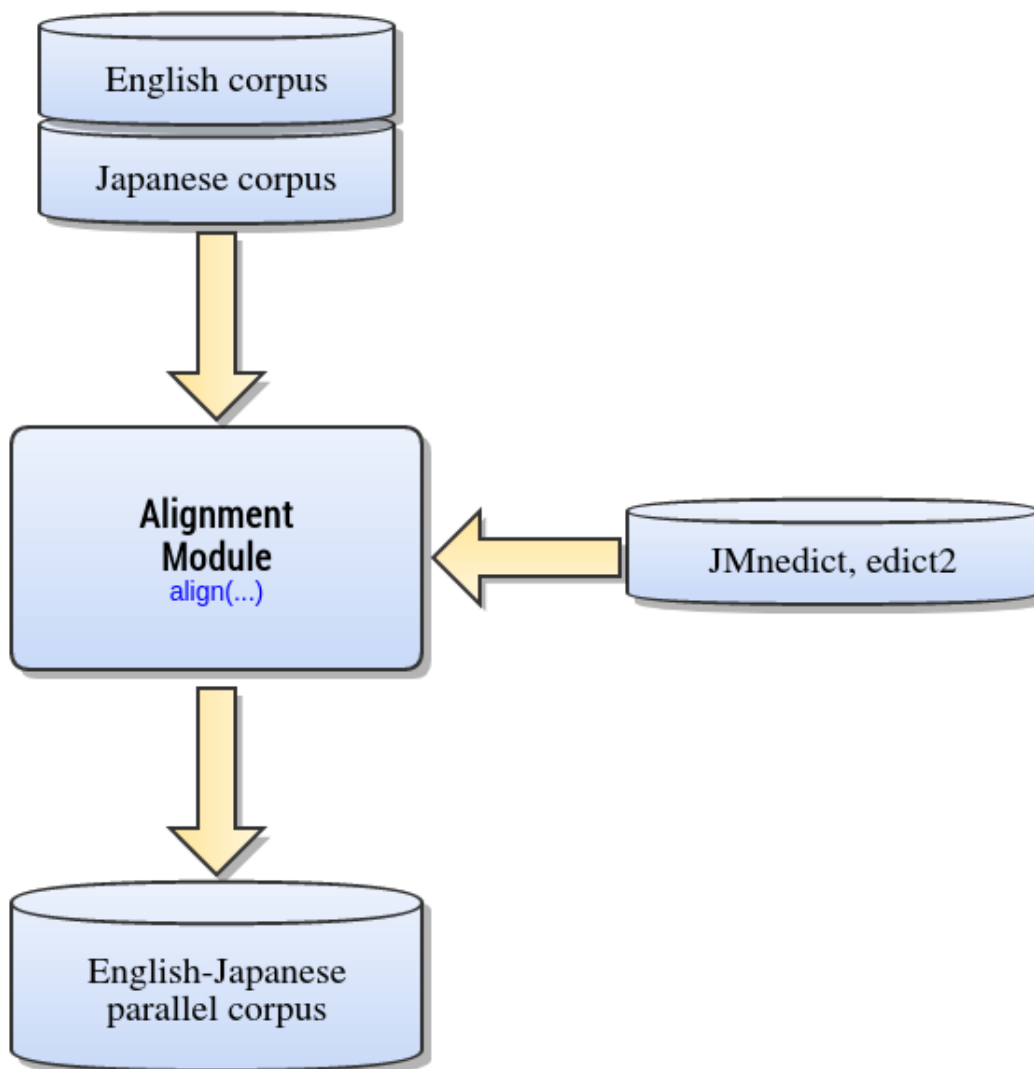 English corpus
Japanese corpus
Alignment
Module
align(...)
JMnedict, edict2
English-Japanese
parallel corpus